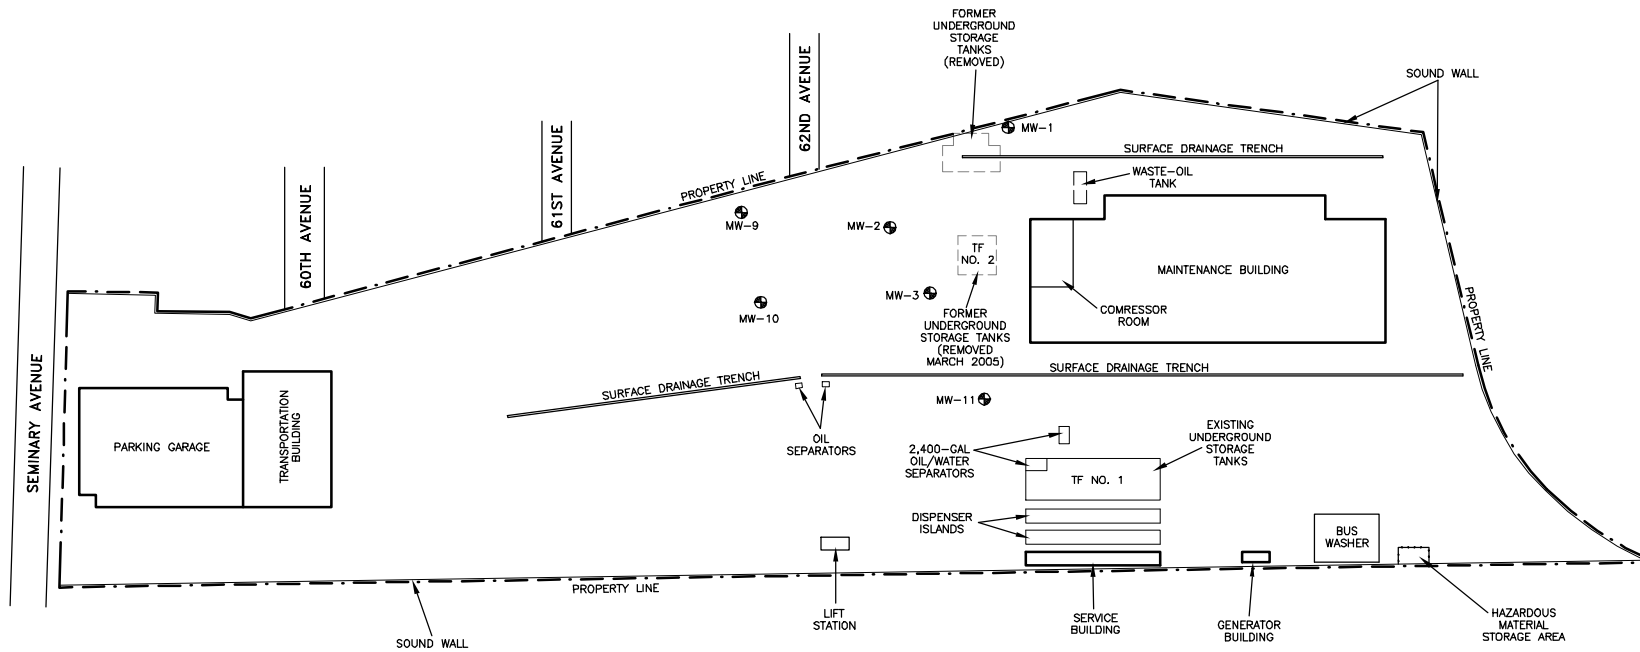 FORMER
UNDERGROUND
STORAGE
TANKS
(REMOVED)
SOUND WALL
62ND AVENUE
61ST AVENUE
60TH AVENUE
SEMINARY AVENUE
PROPERTY LINE
MW-1
SURFACE DRAINAGE TRENCH
WASTE-OIL
TANK
MW-9
MW-2
TF
NO. 2
MAINTENANCE BUILDING
MW-3
MW-10
COMRESSOR
ROOM
FORMER
UNDERGROUND
STORAGE TANKS
(REMOVED
MARCH 2005)
PROPERTY LINE
SURFACE DRAINAGE TRENCH
SURFACE DRAINAGE TRENCH
MW-11
PARKING GARAGE
TRANSPORTATION
BUILDING
OIL
SEPARATORS
2,400-GAL
OIL/WATER
SEPARATORS
EXISTING
UNDERGROUND
STORAGE
TANKS
TF NO. 1
DISPENSER
ISLANDS
BUS
WASHER
PROPERTY LINE
SOUND WALL
LIFT
STATION
SERVICE
BUILDING
GENERATOR
BUILDING
HAZARDOUS
MATERIAL
STORAGE AREA